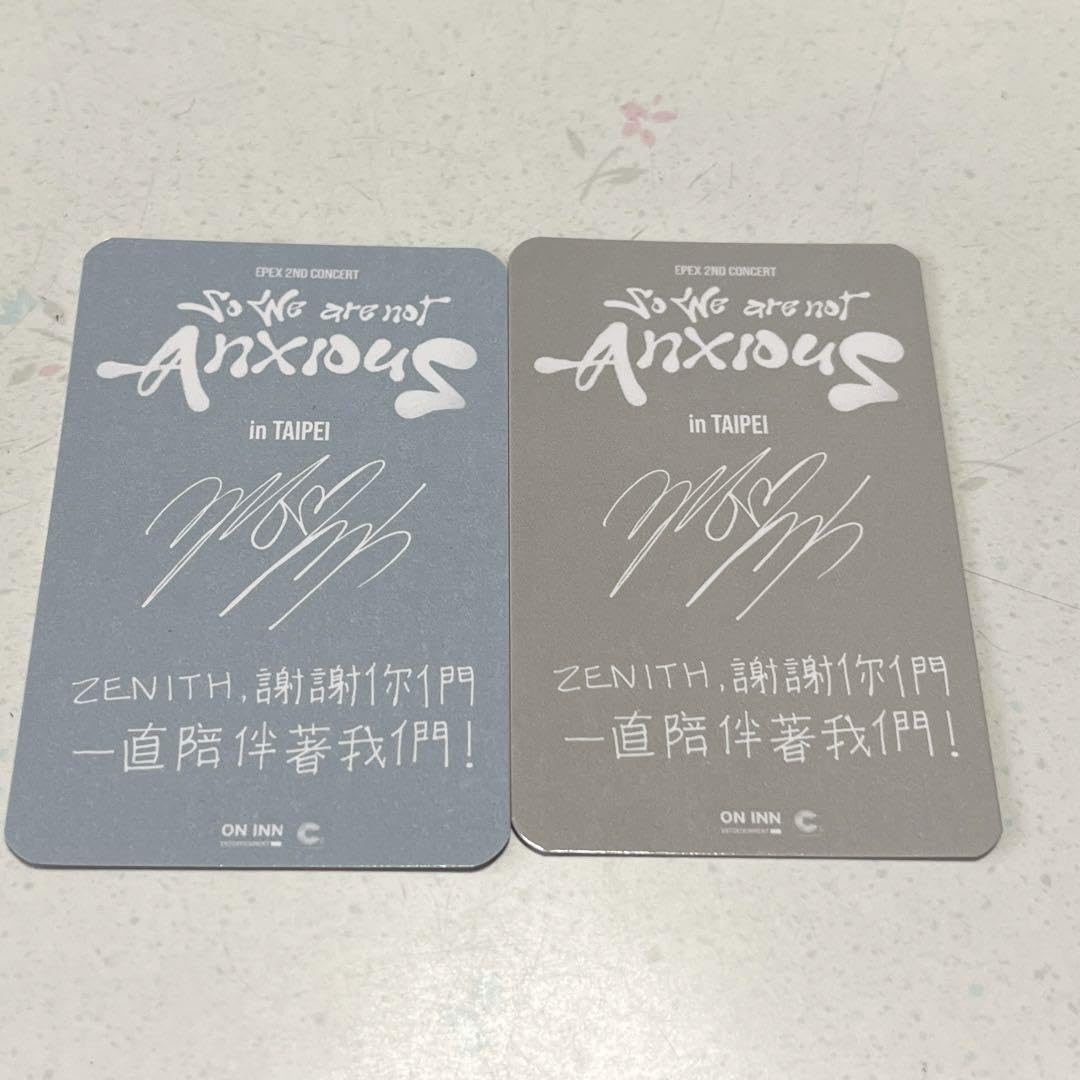 EPEX 2ND CONCERT
So We are not
Anxious
in TAIPEI
ZENITH,謝謝你們
一直陪伴著我們!
ON INN
ENTERTAINMENT
EPEX 2ND CONCERT
So We are not
Anxious
in TAIPEI
ZENITH,謝謝你們
一直陪伴著我們!
ON INN
ENTERTAINMENT